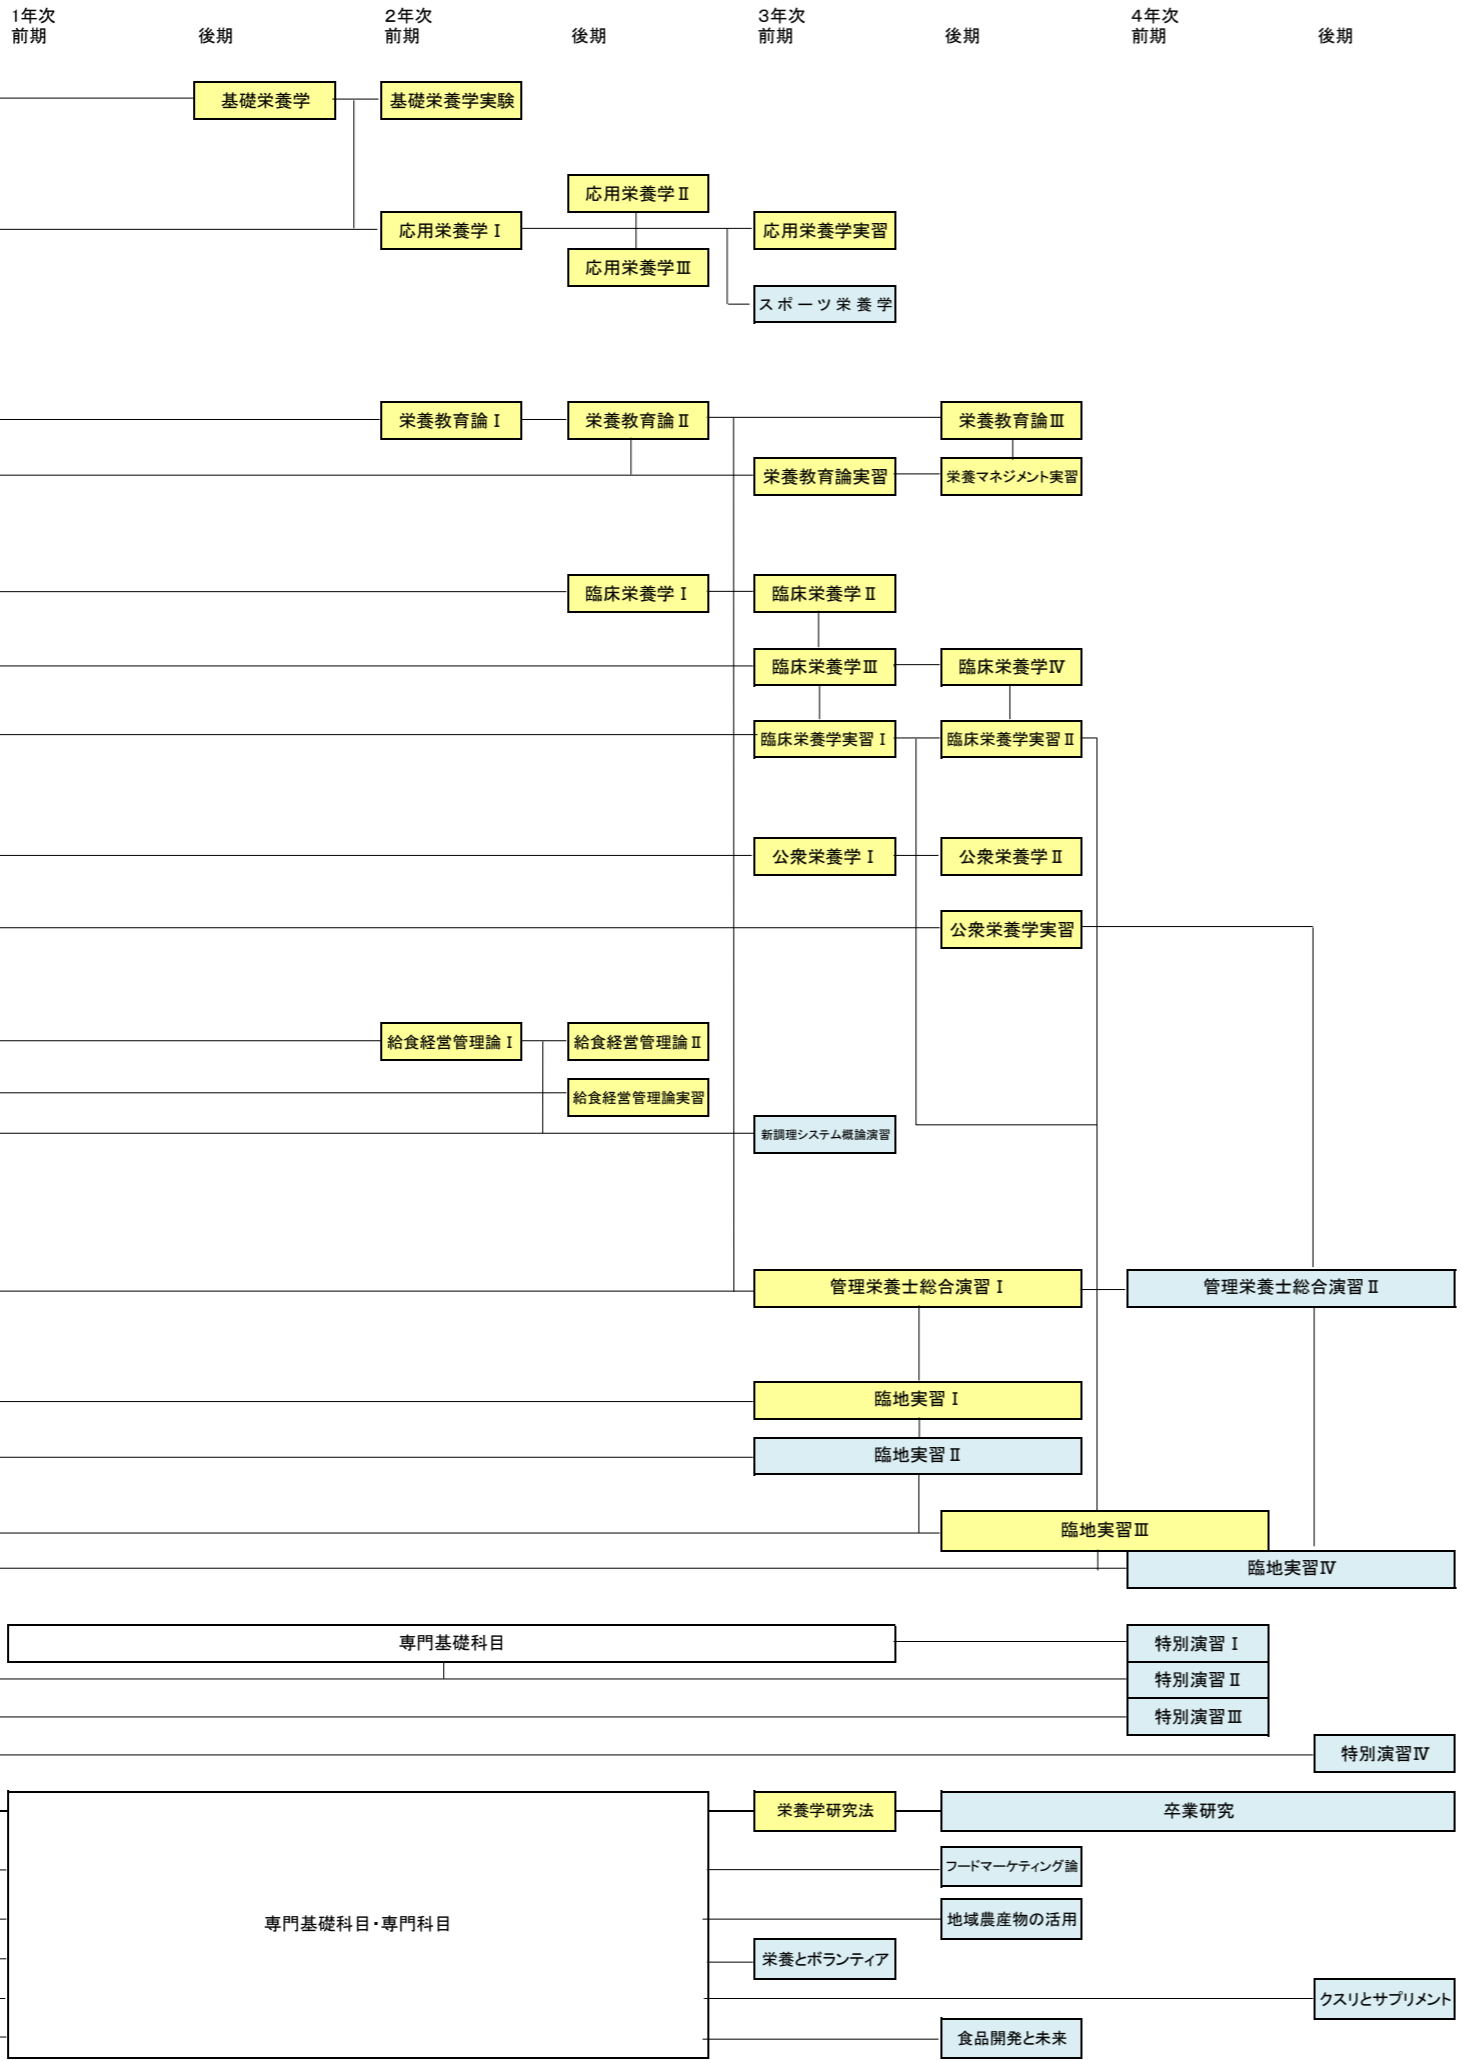 1年次
2年次
3年次
4年次
前期
後期
前期
後期
前期
後期
前期
後期
基礎栄養学
基礎栄養学実験
応用栄養学Ⅱ
応用栄養学Ⅰ
応用栄養学実習
応用栄養学Ⅲ
スポーツ栄養学
栄養教育論Ⅰ
栄養教育論Ⅱ
栄養教育論Ⅲ
栄養教育論実習
栄養マネジメント実習
臨床栄養学Ⅰ
臨床栄養学Ⅱ
臨床栄養学Ⅲ
臨床栄養学Ⅳ
臨床栄養学実習Ⅰ
臨床栄養学実習Ⅱ
公衆栄養学Ⅰ
公衆栄養学Ⅱ
公衆栄養学実習
給食経営管理論Ⅰ
給食経営管理論Ⅱ
給食経営管理論実習
新調理システム概論演習
管理栄養士総合演習Ⅰ
管理栄養士総合演習Ⅱ
臨地実習Ⅰ
臨地実習Ⅱ
臨地実習Ⅲ
臨地実習Ⅳ
専門基礎科目
特別演習Ⅰ
特別演習Ⅱ
特別演習Ⅲ
特別演習Ⅳ
栄養学研究法
卒業研究
フードマーケティング論
専門基礎科目・専門科目
地域農産物の活用
栄養とボランティア
クスリとサプリメント
食品開発と未来